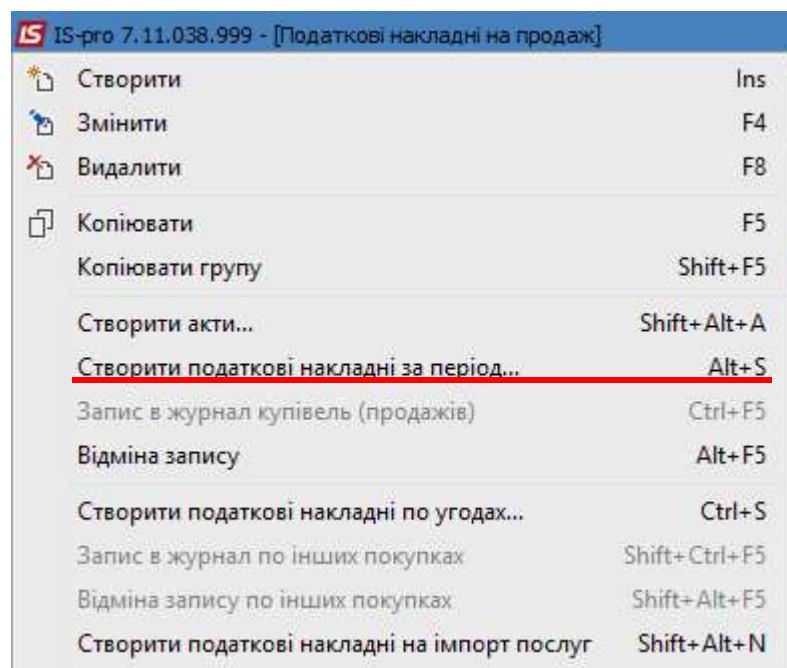 IS IS-pro 7.11.038.999 - [Податкові накладні на продаж]
Створити Ins
Змінити F4
Видалити F8
Копіювати F5
Копіювати групу Shift+F5
Створити акти... Shift+Alt+A
Створити податкові накладні за період... Alt+S
Запис в журнал купівель (продажів) Ctrl+F5
Відміна запису Alt+F5
Створити податкові накладні по угодах... Ctrl+S
Запис в журнал по інших покупках Shift+Ctrl+F5
Відміна запису по інших покупках Shift+Alt+F5
Створити податкові накладні на імпорт послуг Shift+Alt+N